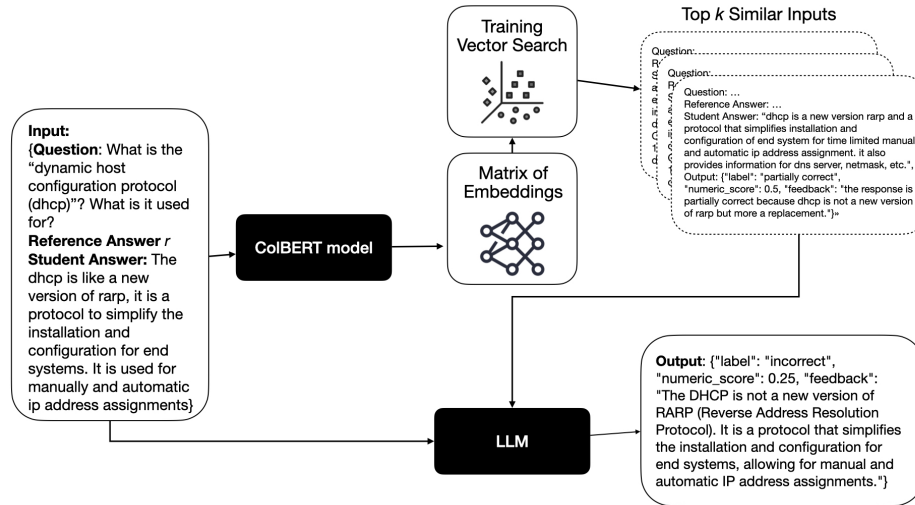 Top k Similar Inputs
Training
Vector Search
Question:
Question:
Question: ...
Reference Answer: ...
Student Answer: “dhcp is a new version rarp and a
protocol that simplifies installation and
configuration of end system for time limited manual
and automatic ip address assignment. it also
provides information for dns server, netmask, etc.",
Output: {"label": "partially correct",
"numeric_score": 0.5, "feedback": "the response is
partially correct because dhcp is not a new version
of rarp but more a replacement."}»
Input:
{Question: What is the
“dynamic host
configuration protocol
(dhcp)”? What is it used
for?
Reference Answer r
Student Answer: The
dhcp is like a new
version of rarp, it is a
protocol to simplify the
installation and
configuration for end
systems. It is used for
manually and automatic
ip address assignments}
ColBERT model
Matrix of
Embeddings
LLM
Output: {"label": "incorrect",
"numeric_score": 0.25, "feedback":
"The DHCP is not a new version of
RARP (Reverse Address Resolution
Protocol). It is a protocol that simplifies
the installation and configuration for
end systems, allowing for manual and
automatic IP address assignments."}